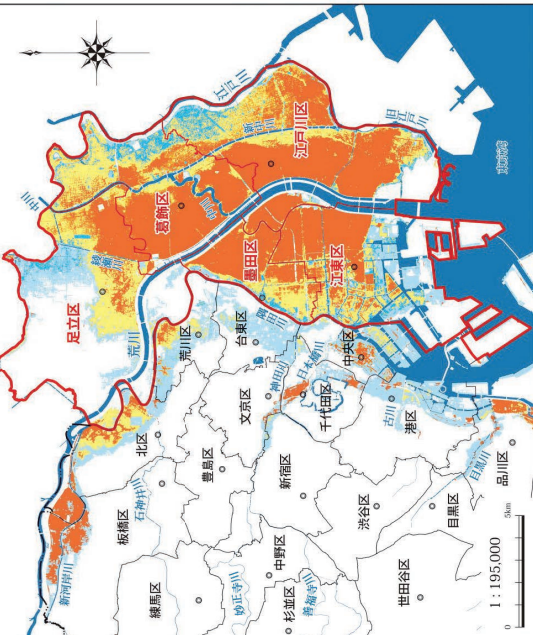 中川
江戸川
旧江戸川
新中川
江戸川区
葛飾区
中川
綾瀬川
足立区
荒川
墨田区
江東区
東京湾
隅田川
荒川区
台東区
神田川
日本橋川
中央区
文京区
千代田区
古川
港区
北区
豊島区
新宿区
渋谷区
目黒区
目黒川
品川区
板橋区
石神井川
新河岸川
練馬区
妙正寺川
中野区
杉並区
善福寺川
世田谷区
1:195,000
0
5km